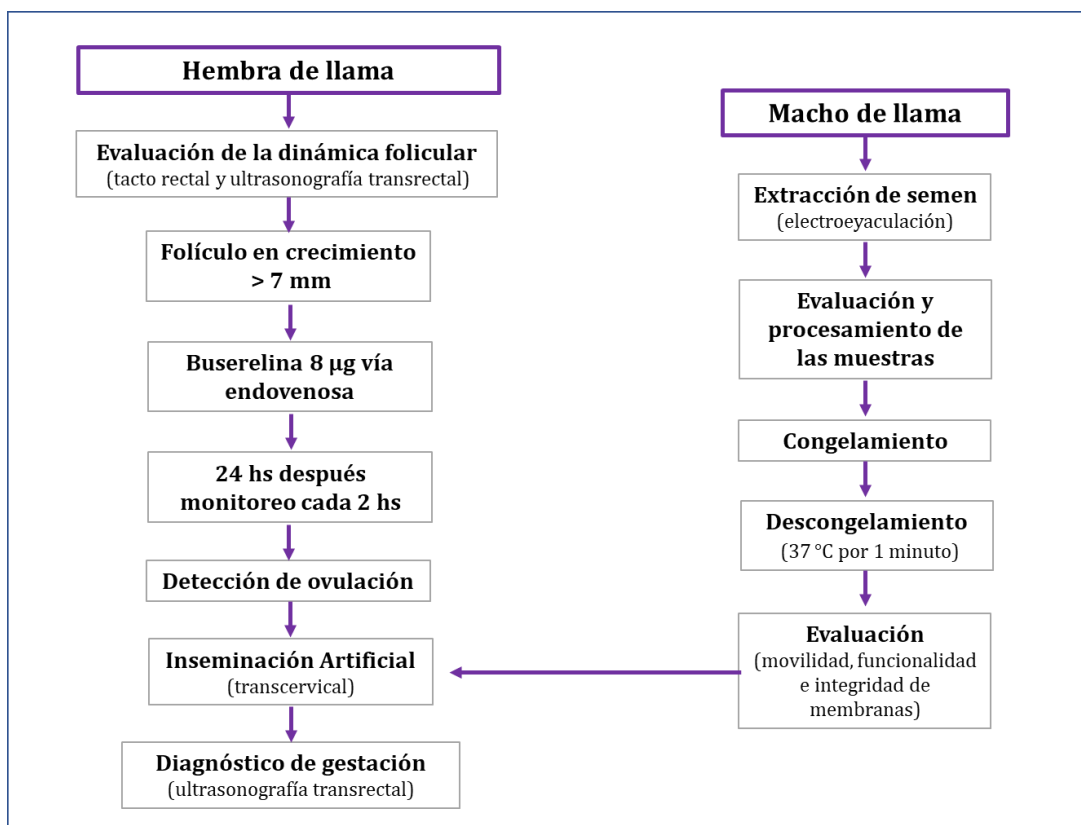 Hembra de llama
Evaluación de la dinámica folicular
(tacto rectal y ultrasonografía transrectal)
Folículo en crecimiento
> 7 mm
Buserelina 8 µg vía
endovenosa
24 hs después
monitoreo cada 2 hs
Detección de ovulación
Inseminación Artificial
(transcervical)
Diagnóstico de gestación
(ultrasonografía transrectal)
Macho de llama
Extracción de semen
(electroeyaculación)
Evaluación y
procesamiento de
las muestras
Congelamiento
Descongelamiento
(37 °C por 1 minuto)
Evaluación
(movilidad, funcionalidad
e integridad de
membranas)